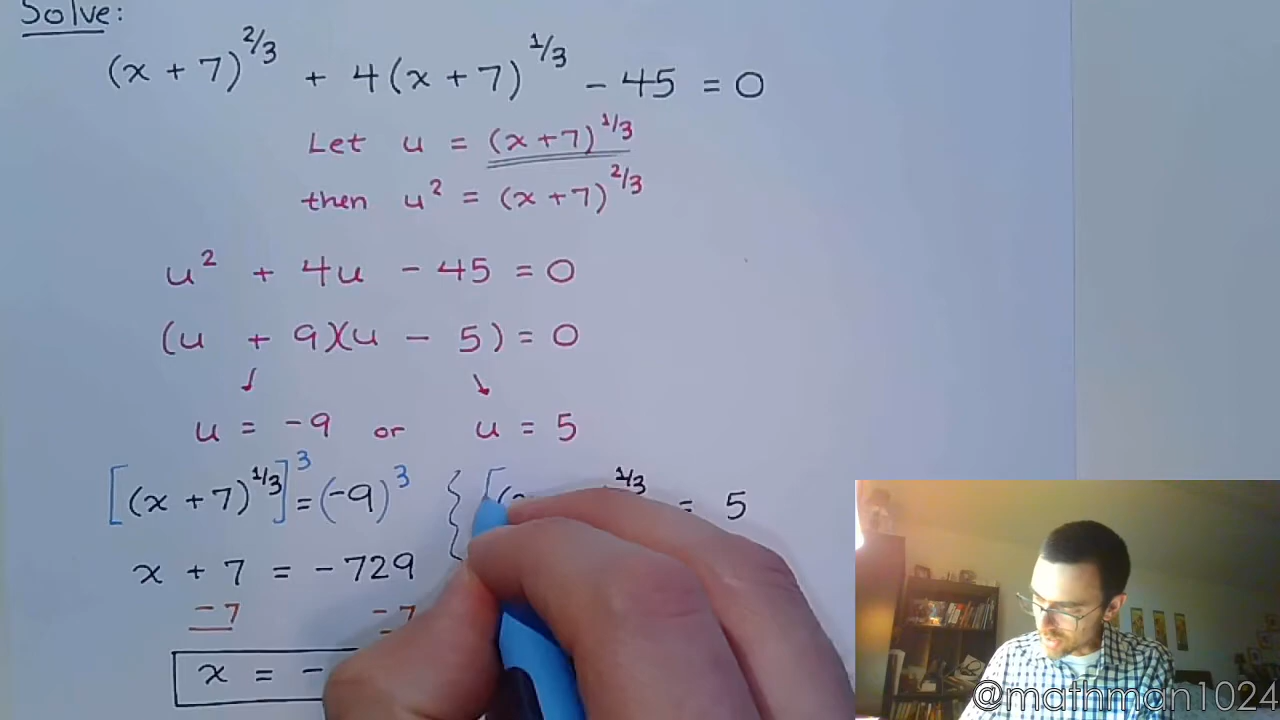 Solve:
(x + 7)^2/3 + 4(x + 7)^1/3 - 45 = 0
Let u = (x+7)^1/3
then u^2 = (x+7)^2/3
u^2 + 4u - 45 = 0
(u + 9)(u - 5) = 0
u = -9 or u = 5
[(x + 7)^1/3]^3 = (-9)^3 [( 1/3 = 5
x + 7 = -729
-7 -7
x = -
@mathman1024